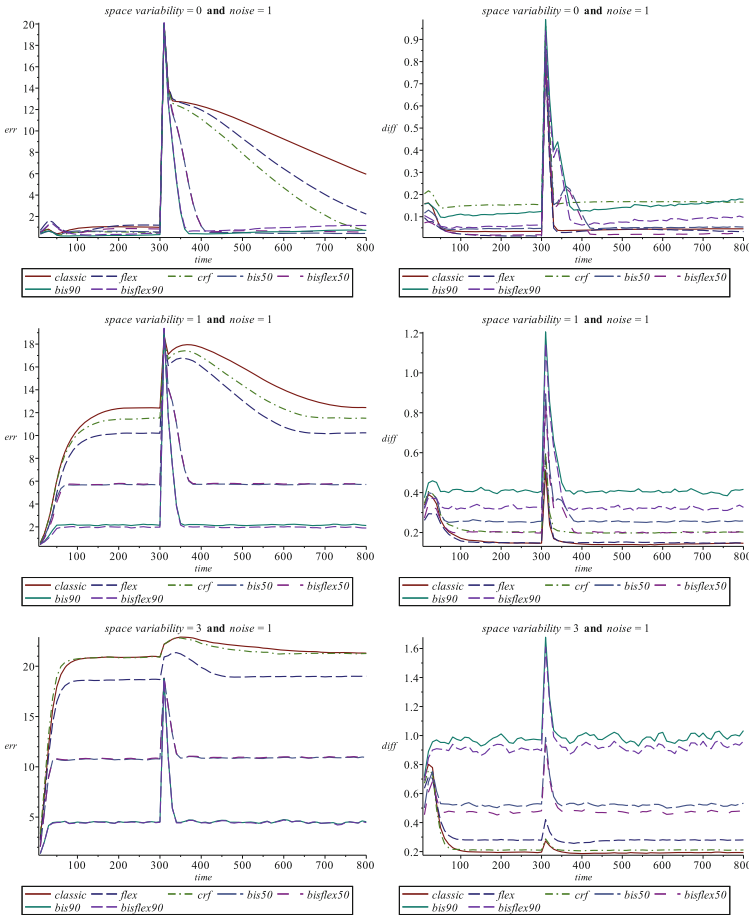 space variability = 0 and noise = 1
20
18
16
14
12
10
8
6
4
2
err
100 200 300 400 500 600 700 800
time
classic flex crf bis50 bisflex50
bis90 bisflex90
space variability = 0 and noise = 1
0.9
0.8
0.7
0.6
0.5
0.4
0.3
0.2
0.1
diff
100 200 300 400 500 600 700 800
time
classic flex crf bis50 bisflex50
bis90 bisflex90
space variability = 1 and noise = 1
18
16
14
12
10
8
6
4
2
err
100 200 300 400 500 600 700 800
time
classic flex crf bis50 bisflex50
bis90 bisflex90
space variability = 1 and noise = 1
1.2
1.0
0.8
0.6
0.4
0.2
diff
100 200 300 400 500 600 700 800
time
classic flex crf bis50 bisflex50
bis90 bisflex90
space variability = 3 and noise = 1
20
15
10
5
err
100 200 300 400 500 600 700 800
time
classic flex crf bis50 bisflex50
bis90 bisflex90
space variability = 3 and noise = 1
1.6
1.4
1.2
1.0
0.8
0.6
0.4
0.2
diff
100 200 300 400 500 600 700 800
time
classic flex crf bis50 bisflex50
bis90 bisflex90